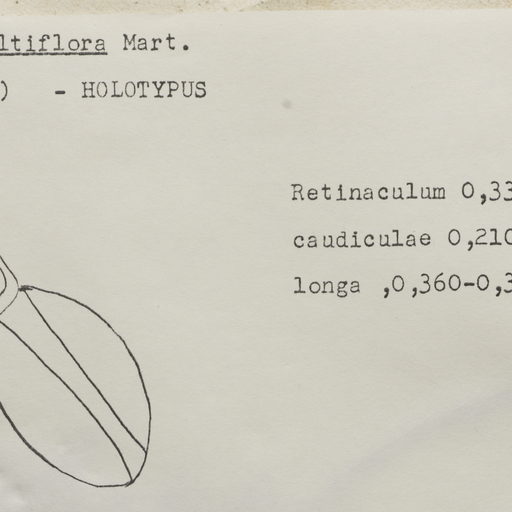 ltiflora Mart.
) - HOLOTYPUS
Retinaculum 0,33
caudiculae 0,210
longa ,0,360-0,3